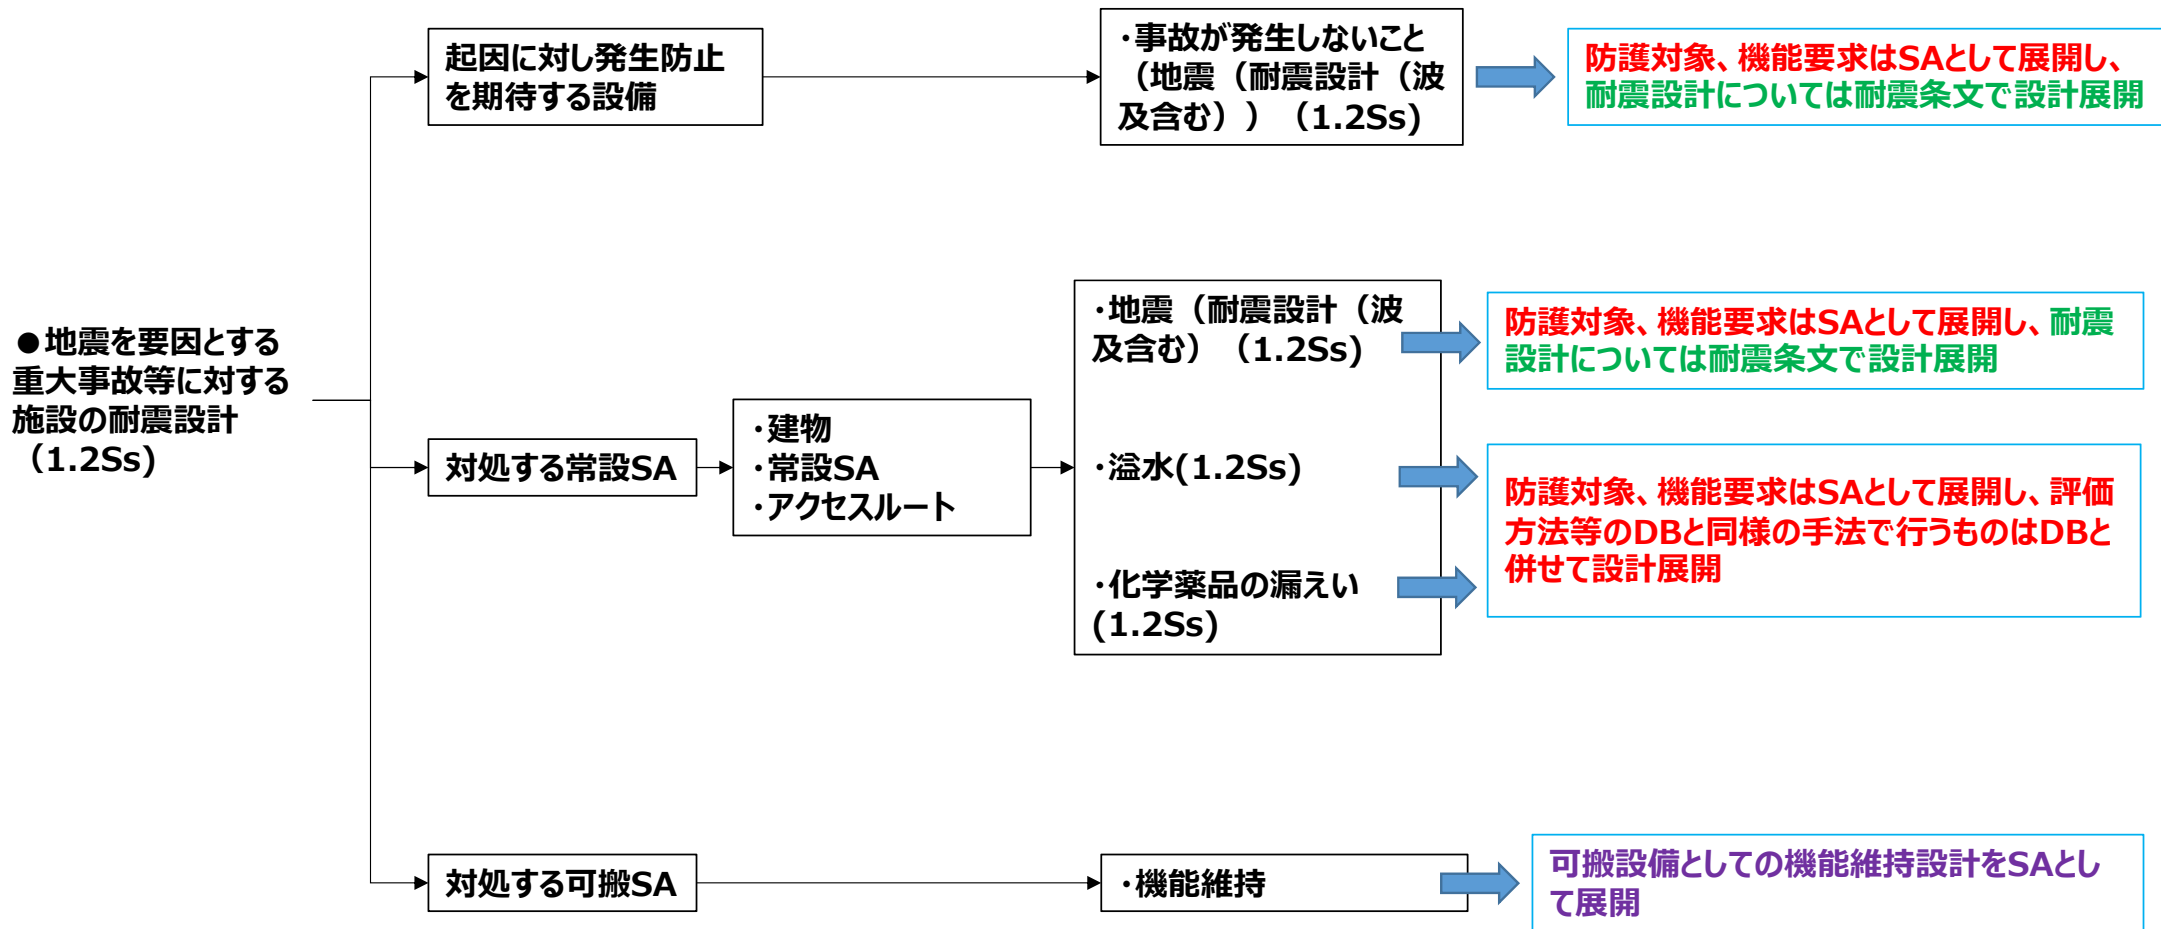 ●地震を要因とする
重大事故等に対する
施設の耐震設計
（1.2Ss)
起因に対し発生防止
を期待する設備
・事故が発生しないこと
（地震（耐震設計（波
及含む））（1.2Ss)
防護対象、機能要求はSAとして展開し、
耐震設計については耐震条文で設計展開
対処する常設SA
・建物
・常設SA
・アクセスルート
・地震（耐震設計（波
及含む）（1.2Ss)
・溢水(1.2Ss)
・化学薬品の漏えい
(1.2Ss)
防護対象、機能要求はSAとして展開し、耐震
設計については耐震条文で設計展開
防護対象、機能要求はSAとして展開し、評価
方法等のDBと同様の手法で行うものはDBと
併せて設計展開
対処する可搬SA
・機能維持
可搬設備としての機能維持設計をSAとし
て展開